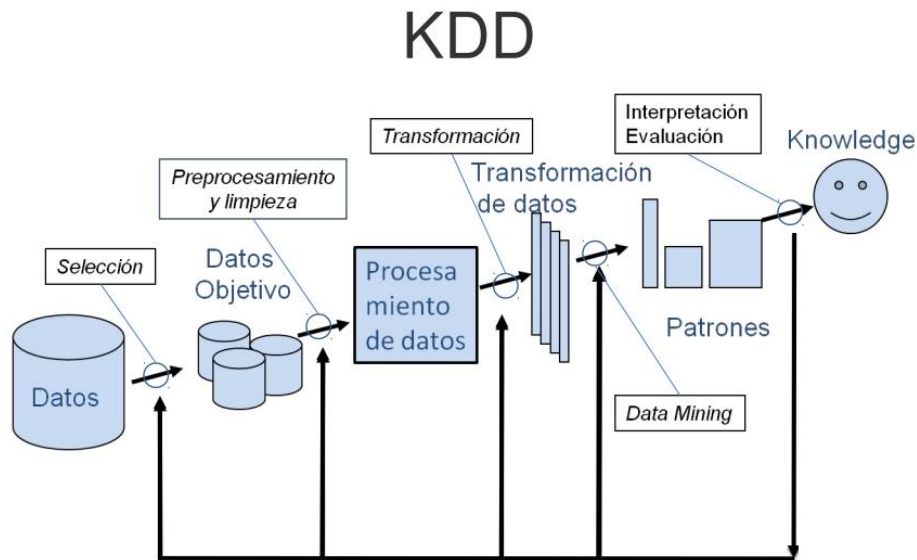 KDD
Selección
Preprocesamiento
y limpieza
Transformación
Interpretación
Evaluación
Datos
Datos
Objetivo
Procesa
miento
de datos
Transformación
de datos
Data Mining
Patrones
Knowledge